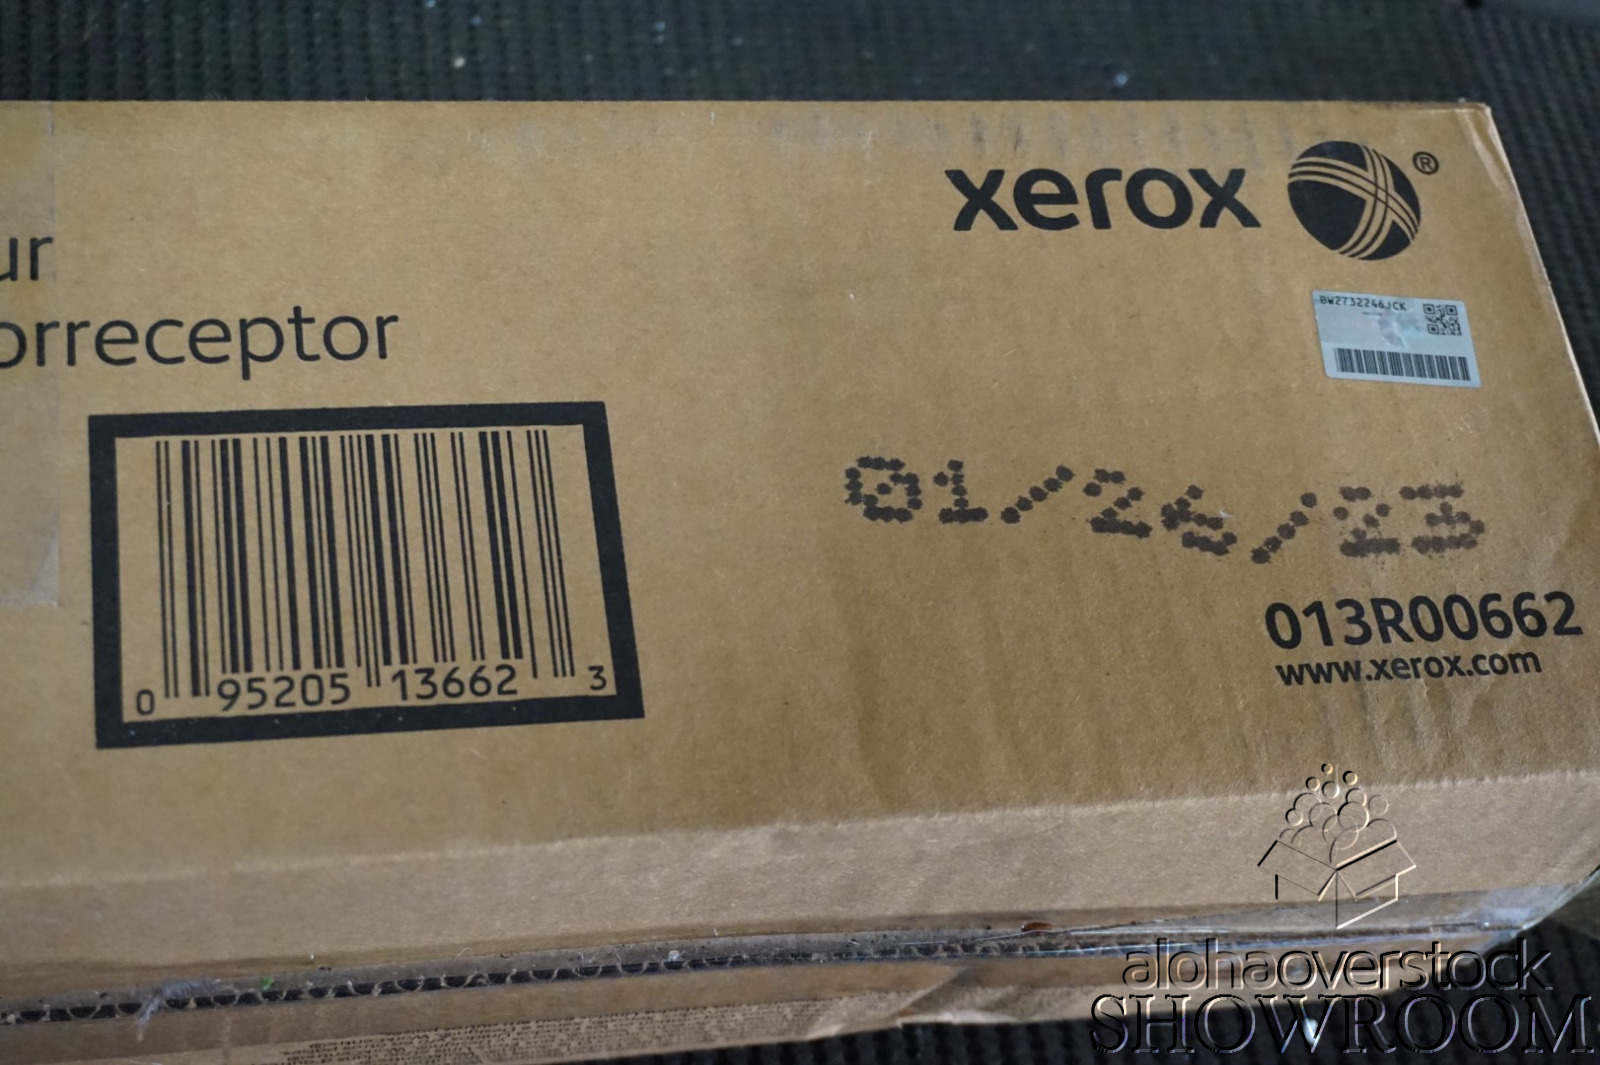 xerox ®
ur
orreceptor
BW2732246JCK
01/26/23
0 95205 13662 3
013R00662
www.xerox.com
alohaoverstock
SHOWROOM